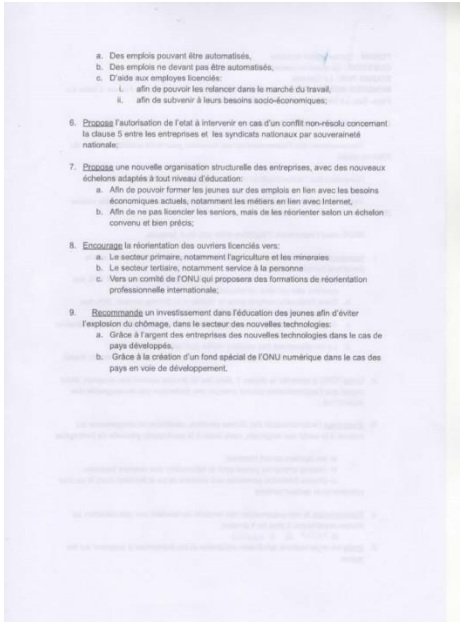 a. Des emplois pouvant être automatisés,
b. Des emplois ne devant pas être automatisés,
c. D'aide aux employes licenciés:
i. afin de pouvoir les relancer dans le marché du travail,
ii. afin de subvenir à leurs besoins socio-économiques;
6. Propose l'autorisation de l'etat à intervenir en cas d'un conflit non-résolu concernant
la clause 5 entre les entreprises et les syndicats nationaux par souveraineté
nationale;
7. Propose une nouvelle organisation structurelle des entreprises, avec des nouveaux
échelons adaptés à tout niveau d'éducation:
a. Afin de pouvoir former les jeunes sur des emplois en lien avec les besoins
économiques actuels, notamment les métiers en lien avec Internet,
b. Afin de ne pas licencier les seniors, mais de les réorienter selon un échelon
convenu et bien précis;
8. Encourage la réorientation des ouvriers licenciés vers:
a. Le secteur primaire, notamment l'agriculture et les mineraies
b. Le secteur tertiaire, notamment service à la personne
c. Vers un comité de l'ONU qui proposera des formations de réorientation
professionnelle internationale;
9. Recommande un investissement dans l'éducation des jeunes afin d'éviter
l'explosion du chômage, dans le secteur des nouvelles technologies:
a. Grâce à l'argent des entreprises des nouvelles technologies dans le cas de
pays développés,
b. Grâce à la création d'un fond spécial de l'ONU numérique dans le cas des
pays en voie de développement.